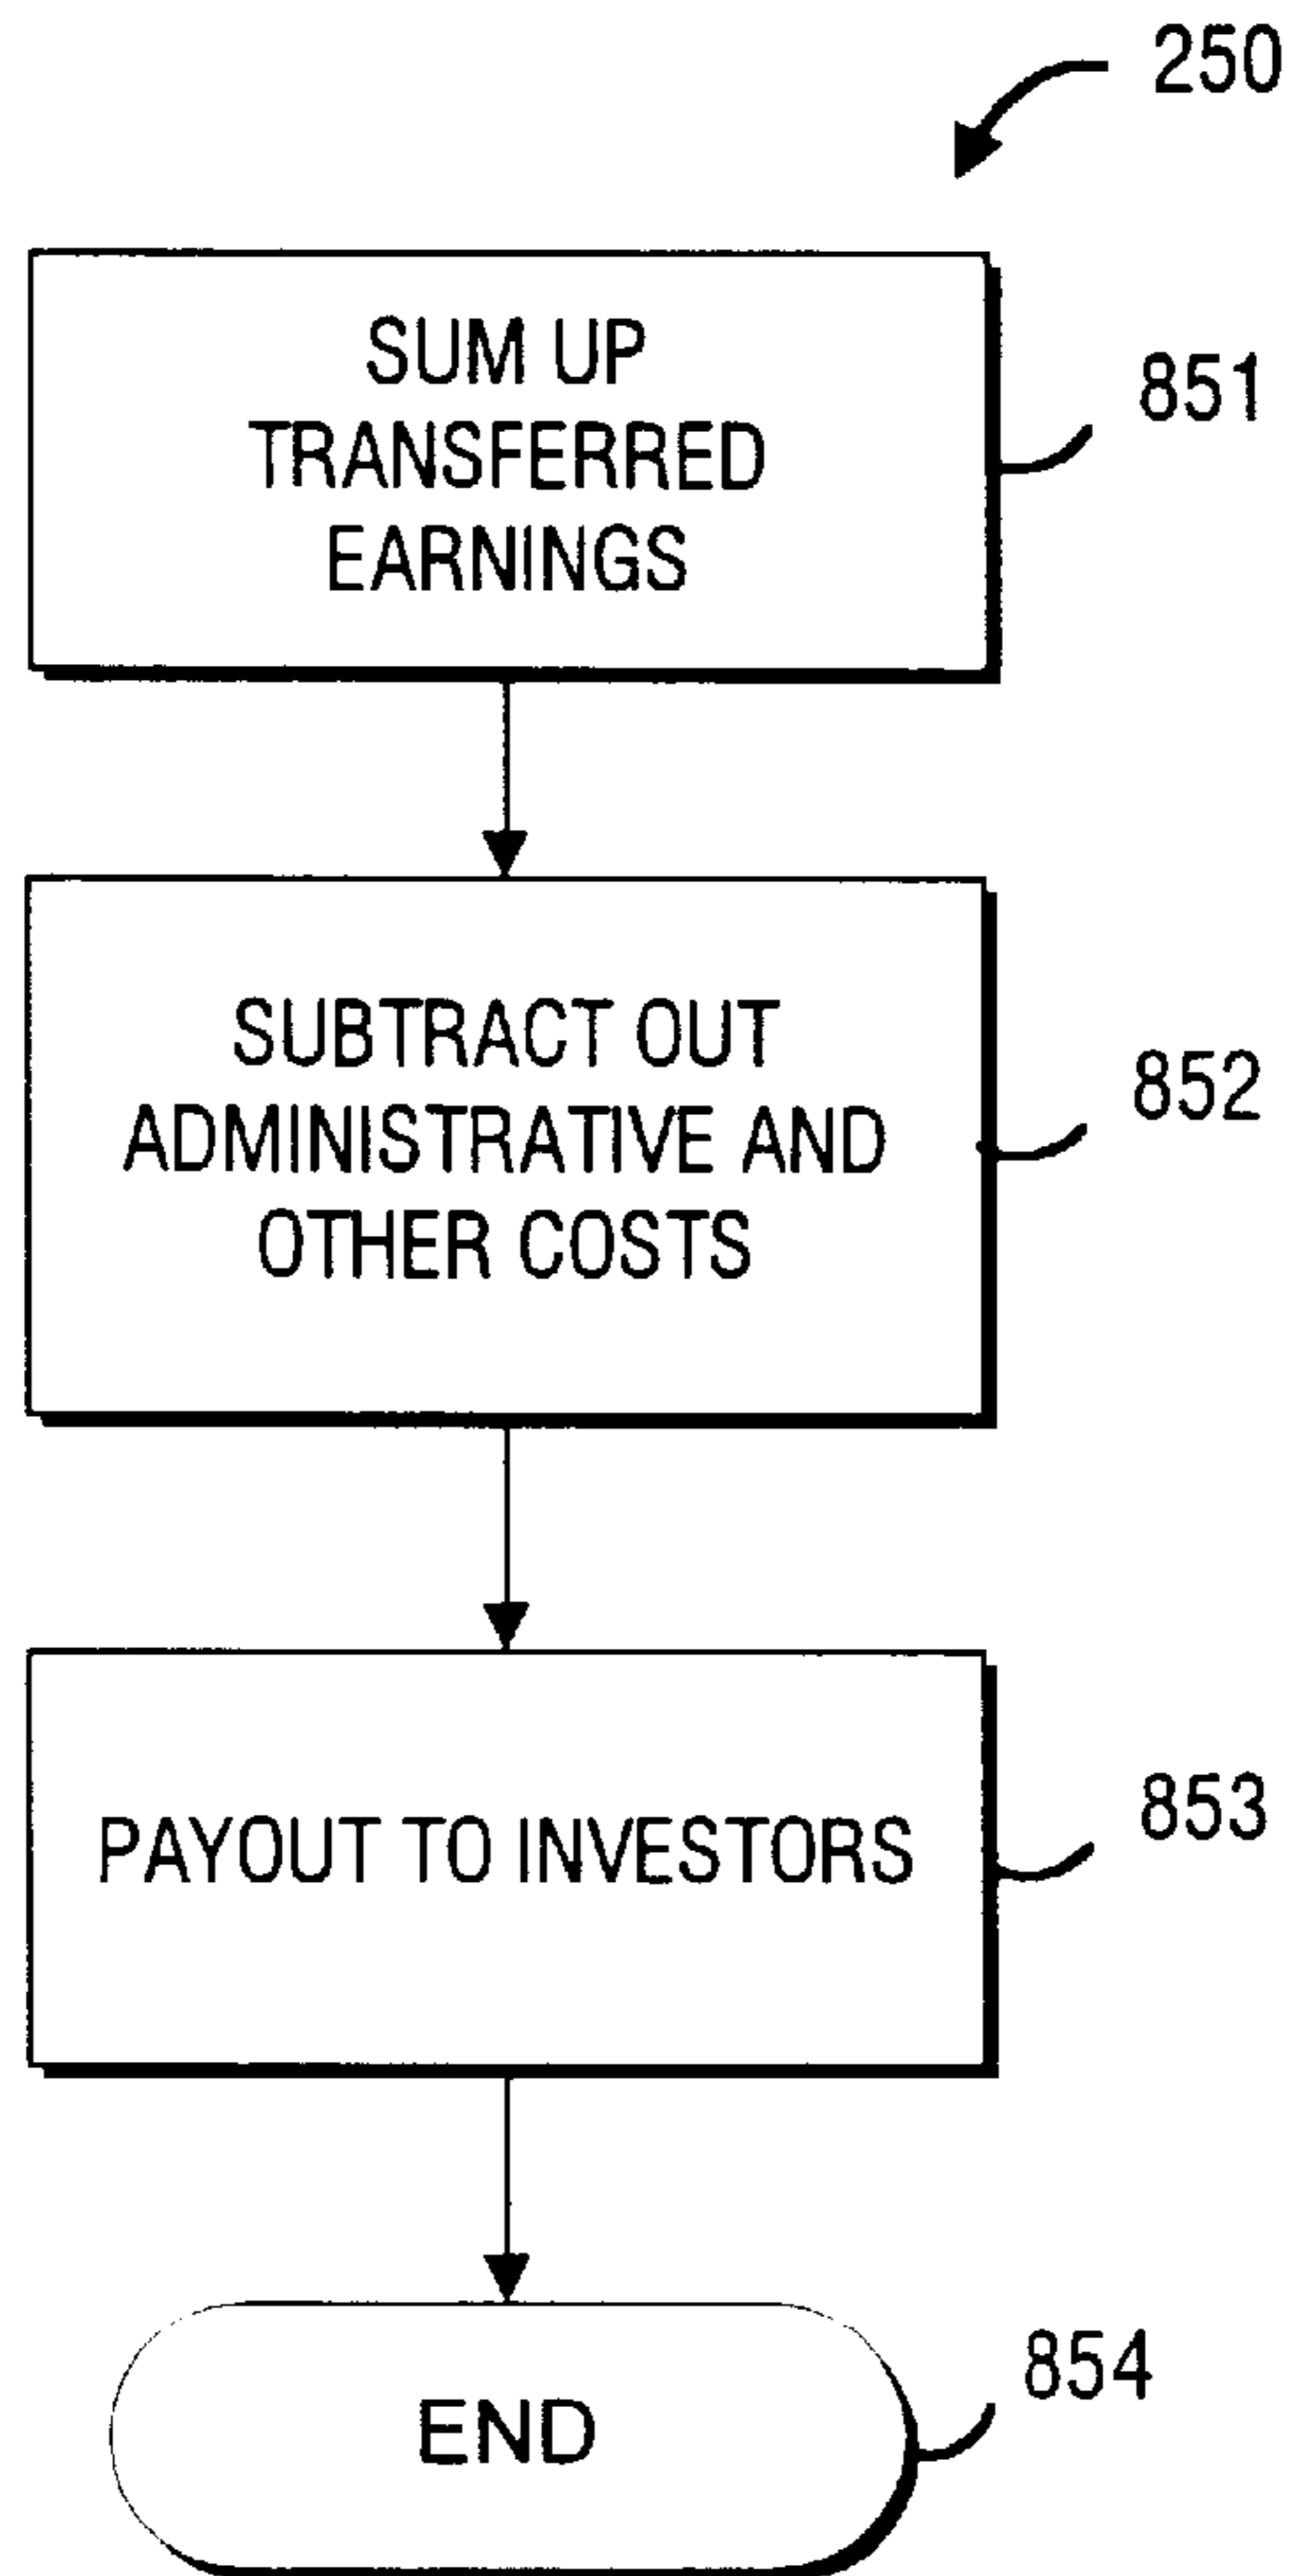 250
SUM UP
TRANSFERRED
EARNINGS
851
SUBTRACT OUT
ADMINISTRATIVE AND
OTHER COSTS
852
PAYOUT TO INVESTORS
853
END
854